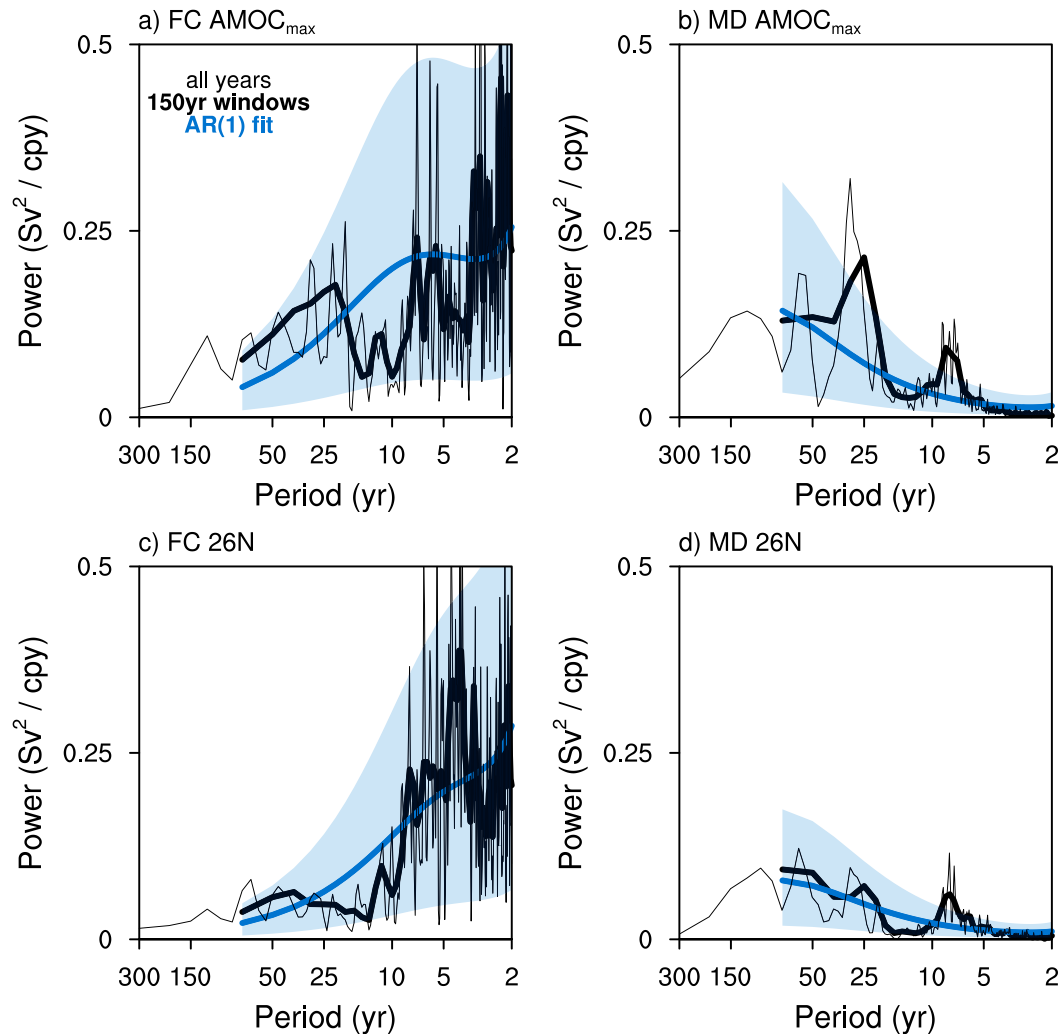 a) FC AMOCmax
0.5
0.25
0
Power (Sv² / cpy)
all years
150yr windows
AR(1) fit
300 150 50 25 10 5 2
Period (yr)
b) MD AMOCmax
0.5
0.25
0
Power (Sv² / cpy)
300 150 50 25 10 5 2
Period (yr)
c) FC 26N
0.5
0.25
0
Power (Sv² / cpy)
300 150 50 25 10 5 2
Period (yr)
d) MD 26N
0.5
0.25
0
Power (Sv² / cpy)
300 150 50 25 10 5 2
Period (yr)